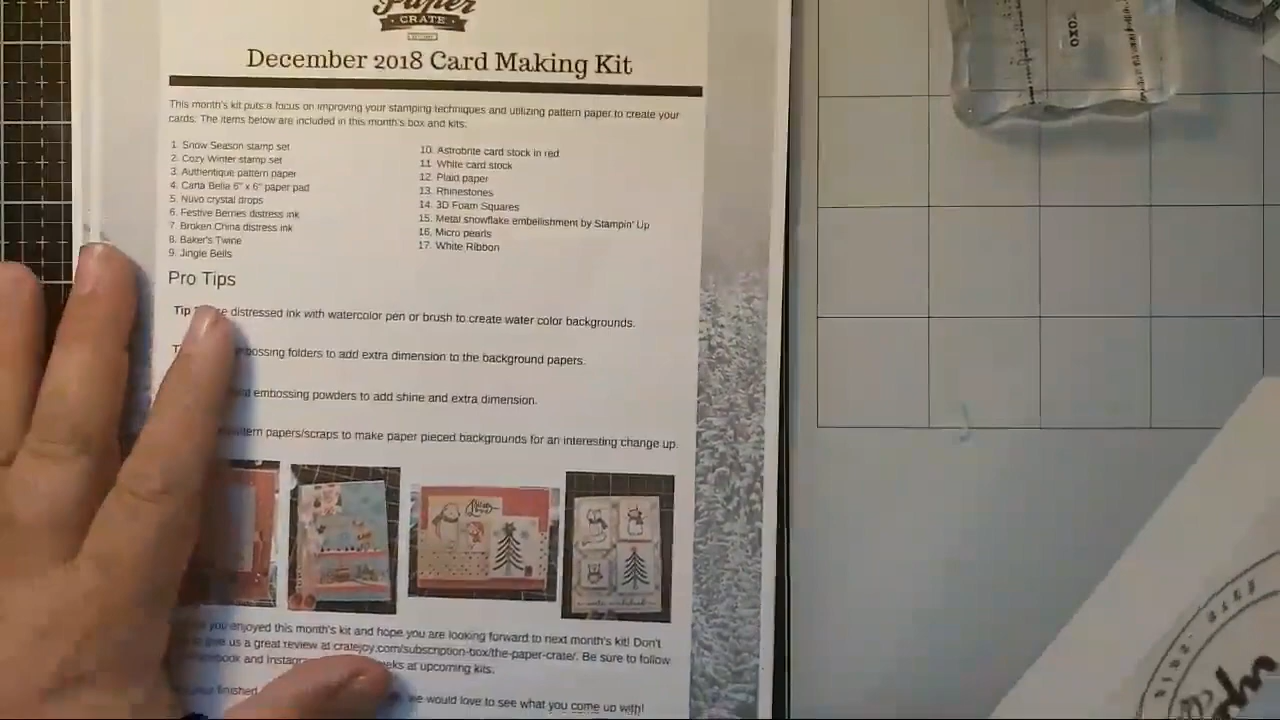 Paper
CRATE
December 2018 Card Making Kit
This month's kit puts a focus on improving your stamping techniques and utilizing pattern paper to create your
cards. The items below are included in this month's box and kits.
1. Snow Season stamp set
2. Cozy Winter stamp set
3. Authentique pattern paper
4. Carta Bella 6" x 6" paper pad
5. Nuvo crystal drops
6. Festive Berries distress ink
7. Broken China distress ink
8. Baker's Twine
9. Jingle Bells
10. Astrobrite card stock in red
11. White card stock
12. Plaid paper
13. Rhinestones
14. 3D Foam Squares
15. Metal snowflake embellishment by Stampin' Up
16. Micro pearls
17. White Ribbon
Pro Tips
Tip distressed ink with watercolor pen or brush to create water color backgrounds.
folders to add extra dimension to the background papers.
embossing powders to add shine and extra dimension.
papers/scraps to make paper pieced backgrounds for an interesting change up.
you enjoyed this month's kit and hope you are looking forward to next month's kit! Don't
give us a great review at cratejoy.com/subscription-box/the-paper-crate/. Be sure to follow
and at upcoming kits.
finished we would love to see what you come up with!
xoxo